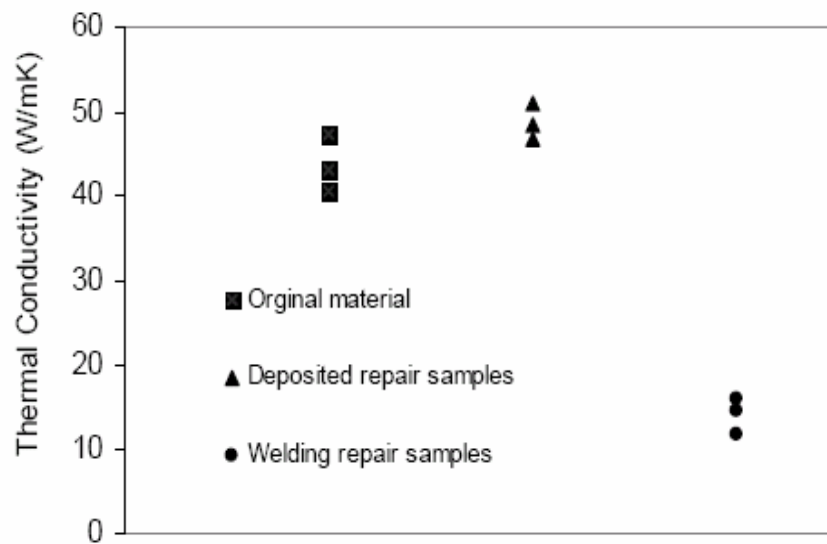 60
50
40
30
20
10
0
Thermal Conductivity (W/mK)
Orginal material
Deposited repair samples
Welding repair samples